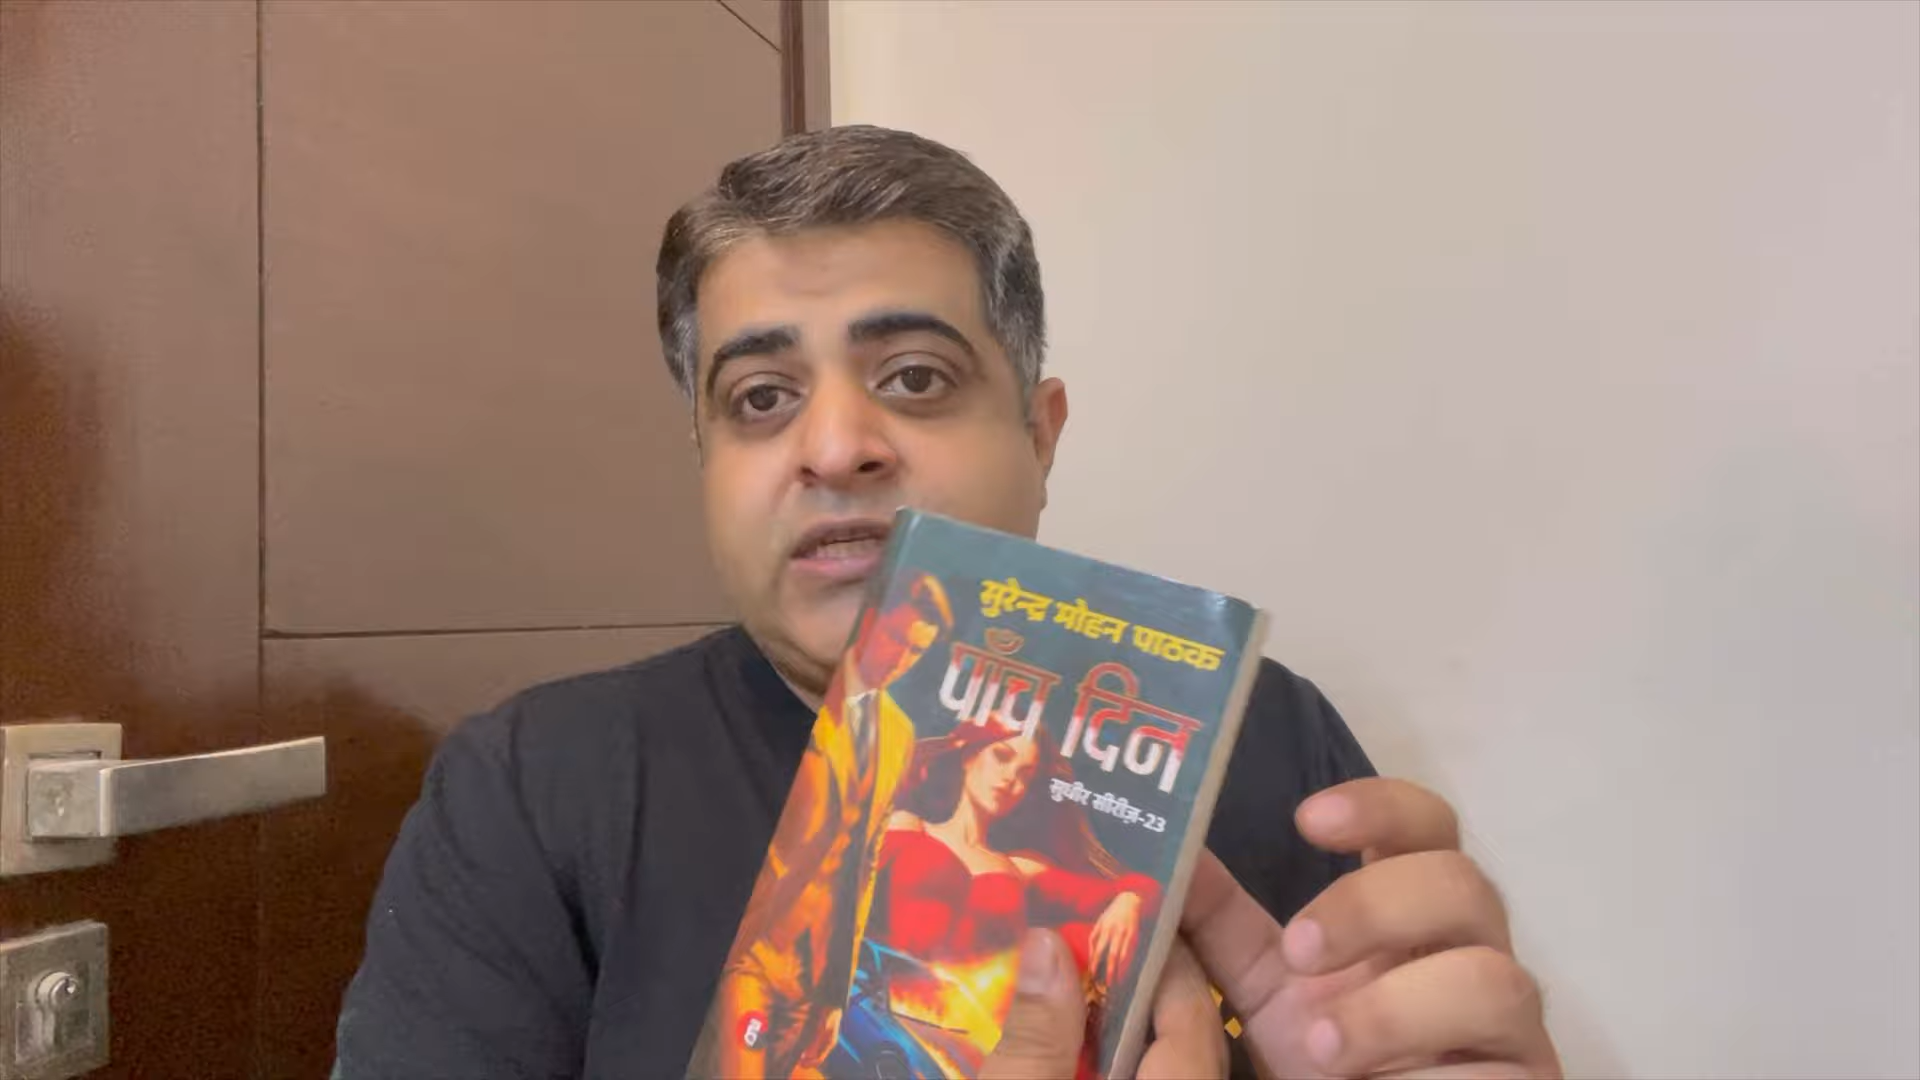 सुरेन्द्र मोहन पाठक
पाँच दिन
सुधीर सीरीज़-23